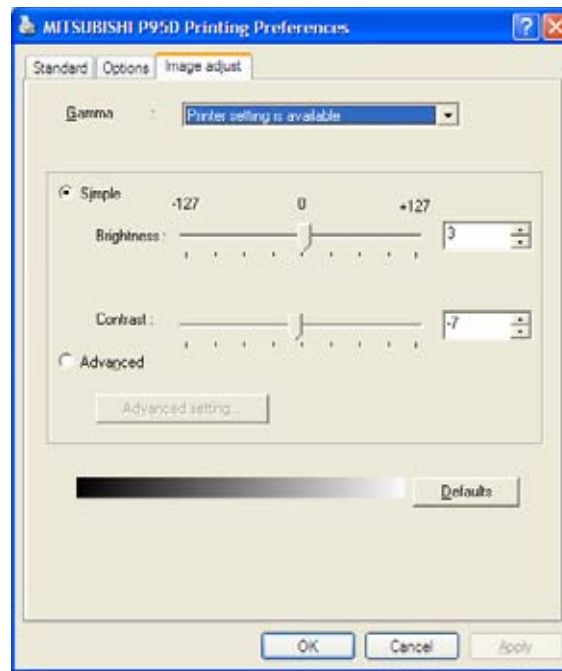 MITSUBISHI P95D Printing Preferences
Standard Options Image adjust
Gamma : Printer setting is available
Simple
-127 0 +127
Brightness : 3
Contrast : -7
Advanced
Advanced setting...
Defaults
OK Cancel Apply